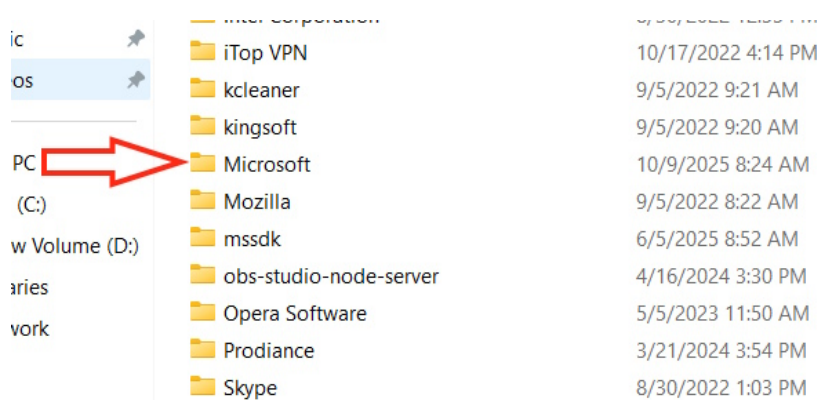 ic
os
PC
(C:)
w Volume (D:)
aries
work
Intel Corporation
iTop VPN 10/17/2022 4:14 PM
kcleaner 9/5/2022 9:21 AM
kingsoft 9/5/2022 9:20 AM
Microsoft 10/9/2025 8:24 AM
Mozilla 9/5/2022 8:22 AM
mssdk 6/5/2025 8:52 AM
obs-studio-node-server 4/16/2024 3:30 PM
Opera Software 5/5/2023 11:50 AM
Prodiance 3/21/2024 3:54 PM
Skype 8/30/2022 1:03 PM